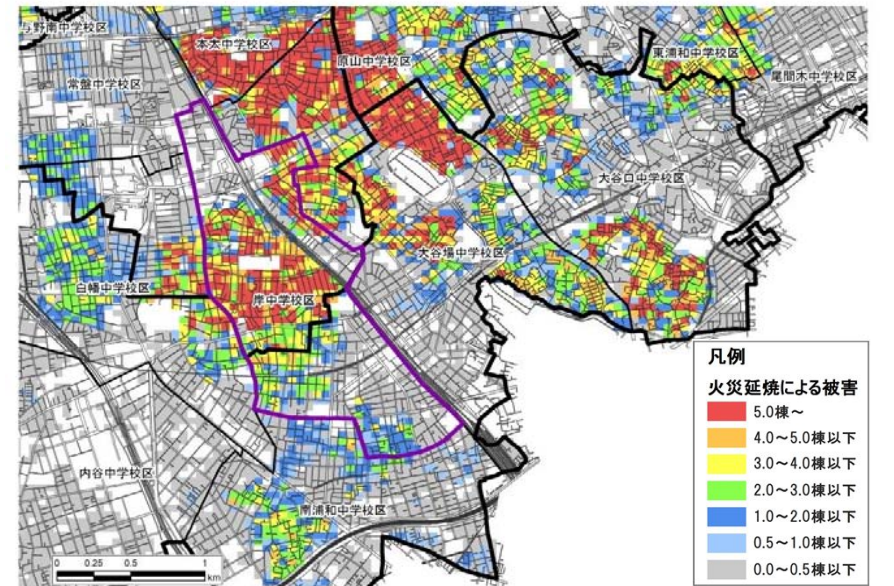 与野南中学校区
本太中学校区
原山中学校区
東浦和中学校区
尾間木中学校区
常盤中学校区
大谷口中学校区
大谷場中学校区
白幡中学校区
岸中学校区
内谷中学校区
南浦和中学校区
0 0.25 0.5 1
km
凡例
火災延焼による被害
5.0棟~
4.0~5.0棟以下
3.0~4.0棟以下
2.0~3.0棟以下
1.0~2.0棟以下
0.5~1.0棟以下
0.0~0.5棟以下